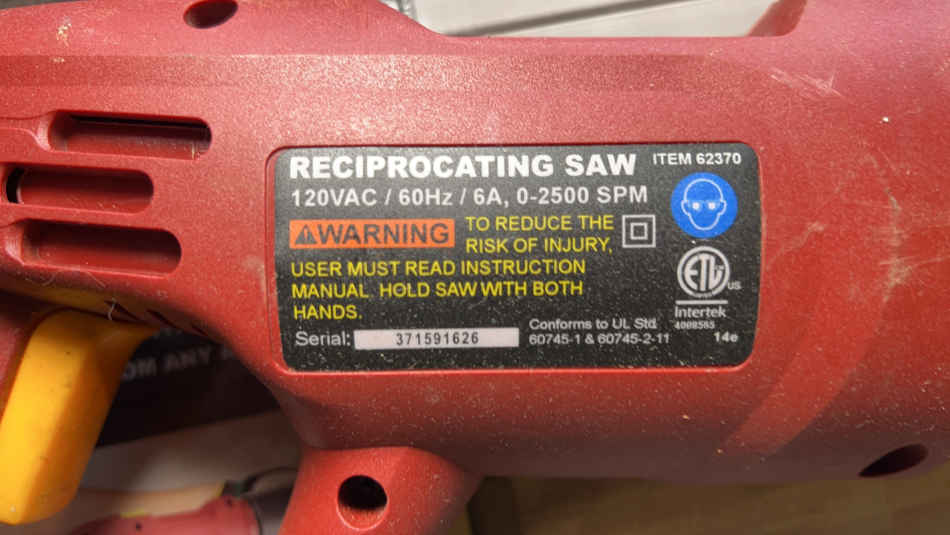 RECIPROCATING SAW
ITEM 62370
120VAC / 60Hz / 6A, 0-2500 SPM
WARNING
TO REDUCE THE
RISK OF INJURY,
USER MUST READ INSTRUCTION
MANUAL. HOLD SAW WITH BOTH
HANDS.
Serial: 371591626
Conforms to UL Std.
60745-1 & 60745-2-11
ETL
US
Intertek
4008585
14e